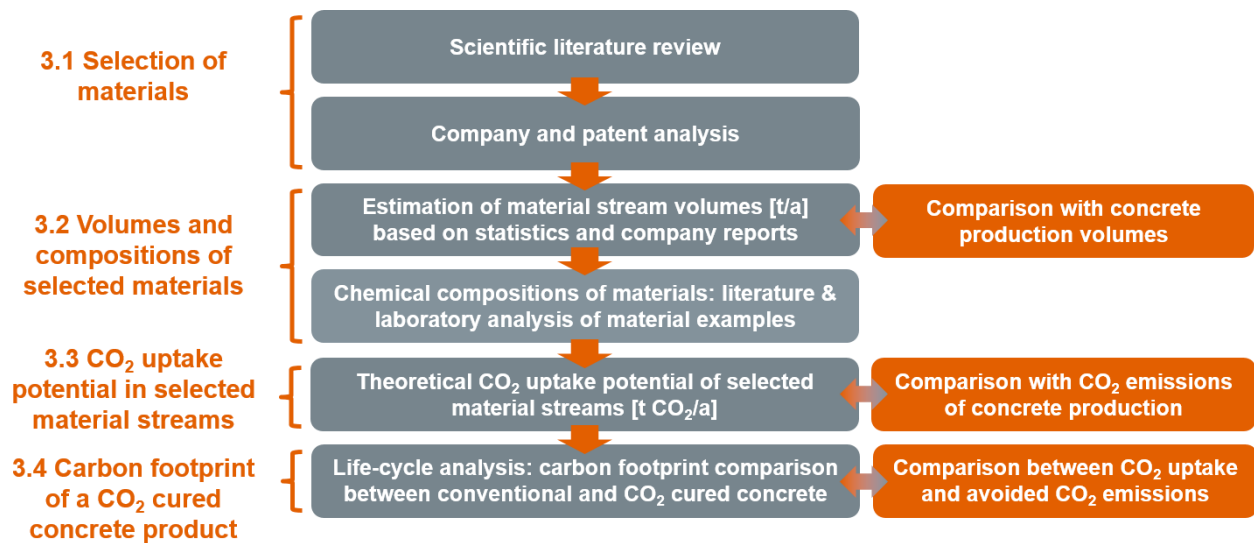 3.1 Selection of
materials
Scientific literature review
Company and patent analysis
3.2 Volumes and
compositions of
selected materials
Estimation of material stream volumes [t/a]
based on statistics and company reports
Comparison with concrete
production volumes
Chemical compositions of materials: literature &
laboratory analysis of material examples
3.3 CO₂ uptake
potential in selected
material streams
Theoretical CO₂ uptake potential of selected
material streams [t CO₂/a]
Comparison with CO₂ emissions
of concrete production
3.4 Carbon footprint
of a CO₂ cured
concrete product
Life-cycle analysis: carbon footprint comparison
between conventional and CO₂ cured concrete
Comparison between CO₂ uptake
and avoided CO₂ emissions